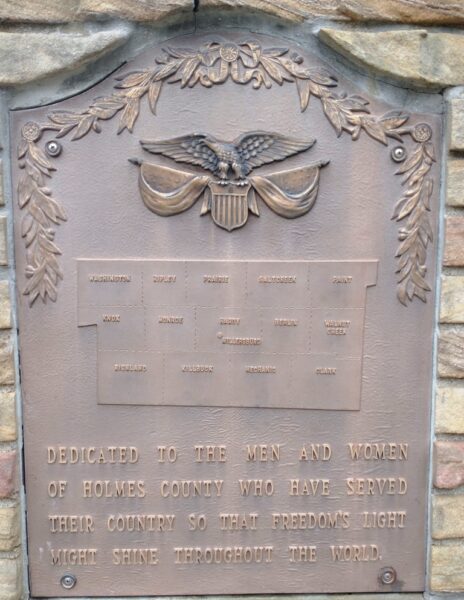 WASHINGTON RIPLEY PRAIRIE SALTCREEK PAINT
KNOX MONROE HARDY BERLIN WALNUT
CREEK
MILLERSBURG
RICHLAND KILLBUCK MECHANIC CLARK
DEDICATED TO THE MEN AND WOMEN
OF HOLMES COUNTY WHO HAVE SERVED
THEIR COUNTRY SO THAT FREEDOM'S LIGHT
MIGHT SHINE THROUGHOUT THE WORLD.